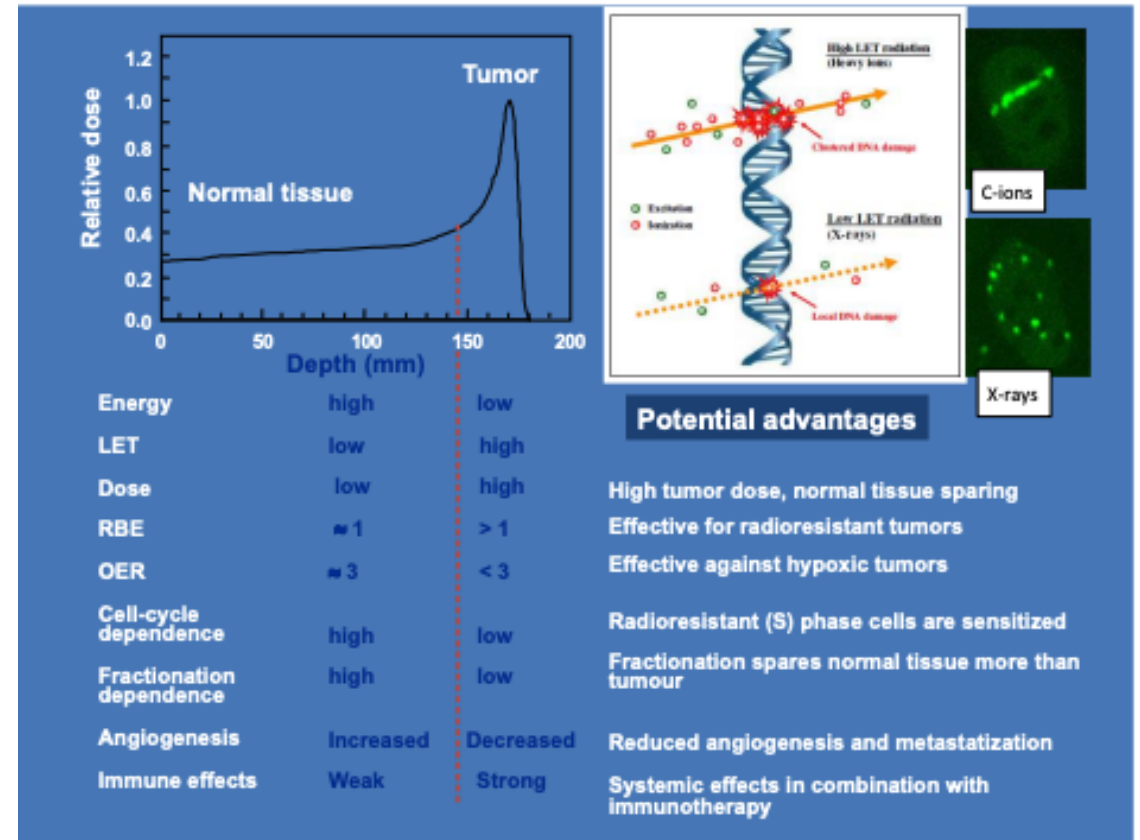 1.2
1.0
0.8
0.6
0.4
0.2
0.0
Relative dose
Tumor
Normal tissue
0 50 100 150 200
Depth (mm)
High LET radiation
(Heavy ions)
Clustered DNA damage
Excitation
Ionization
Low LET radiation
(X-rays)
Local DNA damage
C-ions
X-rays
Potential advantages
Energy high low
LET low high
Dose low high High tumor dose, normal tissue sparing
RBE ≈ 1 > 1 Effective for radioresistant tumors
OER ≈ 3 < 3 Effective against hypoxic tumors
Cell-cycle
dependence high low Radioresistant (S) phase cells are sensitized
Fractionation
dependence high low Fractionation spares normal tissue more than
tumour
Angiogenesis Increased Decreased Reduced angiogenesis and metastatization
Immune effects Weak Strong Systemic effects in combination with
immunotherapy